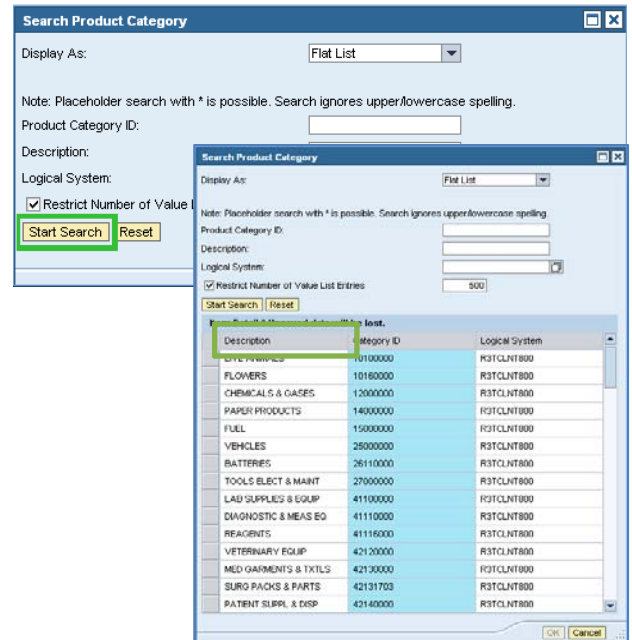 Search Product Category
Display As: Flat List
Note: Placeholder search with * is possible. Search ignores upper/lowercase spelling.
Product Category ID:
Description:
Logical System:
Restrict Number of Value
Start Search Reset
Search Product Category
Display As: Flat List
Note: Placeholder search with * is possible. Search ignores upper/lowercase spelling.
Product Category ID:
Description:
Logical System:
Restrict Number of Value List Entries 500
Start Search Reset
be lost.
Description Category ID Logical System
LIVE ANIMALS 10100000 R3TCLNT800
FLOWERS 10160000 R3TCLNT800
CHEMICALS & GASES 12000000 R3TCLNT800
PAPER PRODUCTS 14000000 R3TCLNT800
FUEL 15000000 R3TCLNT800
VEHICLES 25000000 R3TCLNT800
BATTERIES 26110000 R3TCLNT800
TOOLS ELECT & MAINT 27000000 R3TCLNT800
LAB SUPPLIES & EQUIP 41100000 R3TCLNT800
DIAGNOSTIC & MEAS EQ 41110000 R3TCLNT800
REAGENTS 41116000 R3TCLNT800
VETERINARY EQUIP 42120000 R3TCLNT800
MED GARMENTS & TXTLS 42130000 R3TCLNT800
SURG PACKS & PARTS 42131703 R3TCLNT800
PATIENT SUPPL & DISP 42140000 R3TCLNT800
OK Cancel